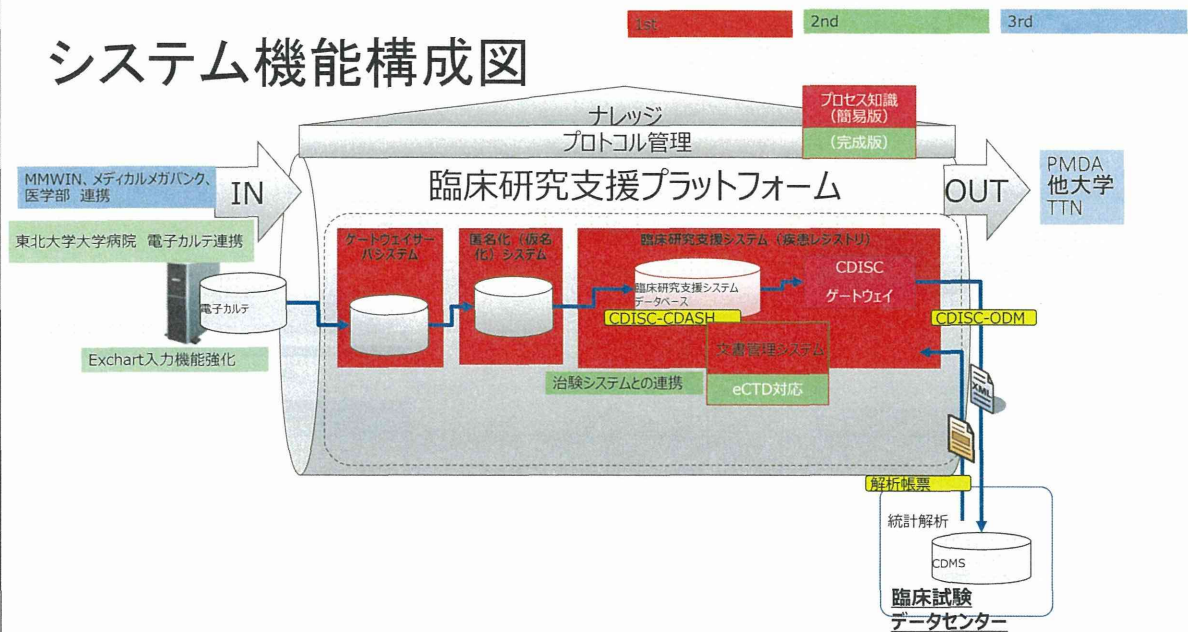 1st
2nd
3rd
システム機能構成図
ナレッジ
プロトコル管理
プロセス知識
（簡易版）
（完成版）
MMWIN、メディカルメガバンク、
医学部 連携
IN
臨床研究支援プラットフォーム
OUT
PMDA
他大学
TTN
東北大学大学病院 電子カルテ連携
電子カルテ
Exchart入力機能強化
ゲートウェイサー
バシステム
匿名化（仮名
化）システム
臨床研究支援システム（疾患レジストリ）
臨床研究支援システム
データベース
CDISC-CDASH
CDISC
ゲートウェイ
CDISC-ODM
文書管理システム
治験システムとの連携
eCTD対応
XML
解析帳票
統計解析
CDMS
臨床試験
データセンター